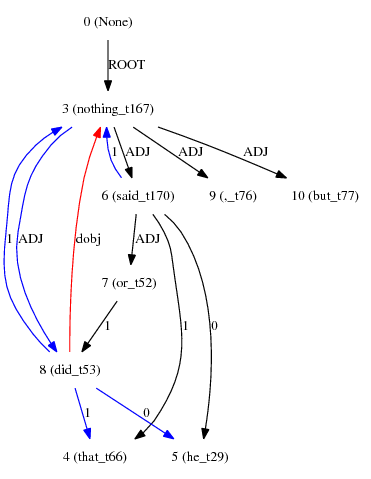 0 (None)
ROOT
3 (nothing_t167)
1 ADJ ADJ ADJ
6 (said_t170) 9 (,_t76) 10 (but_t77)
1 ADJ dobj ADJ
7 (or_t52)
1 1 0
8 (did_t53)
1 0
4 (that_t66) 5 (he_t29)